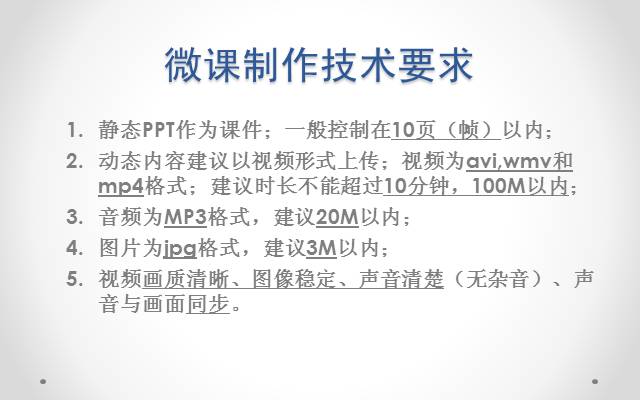 微课制作技术要求
1. 静态PPT作为课件；一般控制在10页（帧）以内；
2. 动态内容建议以视频形式上传；视频为avi,wmv和
mp4格式；建议时长不能超过10分钟，100M以内；
3. 音频为MP3格式，建议20M以内；
4. 图片为jpg格式，建议3M以内；
5. 视频画质清晰、图像稳定、声音清楚（无杂音）、声
音与画面同步。